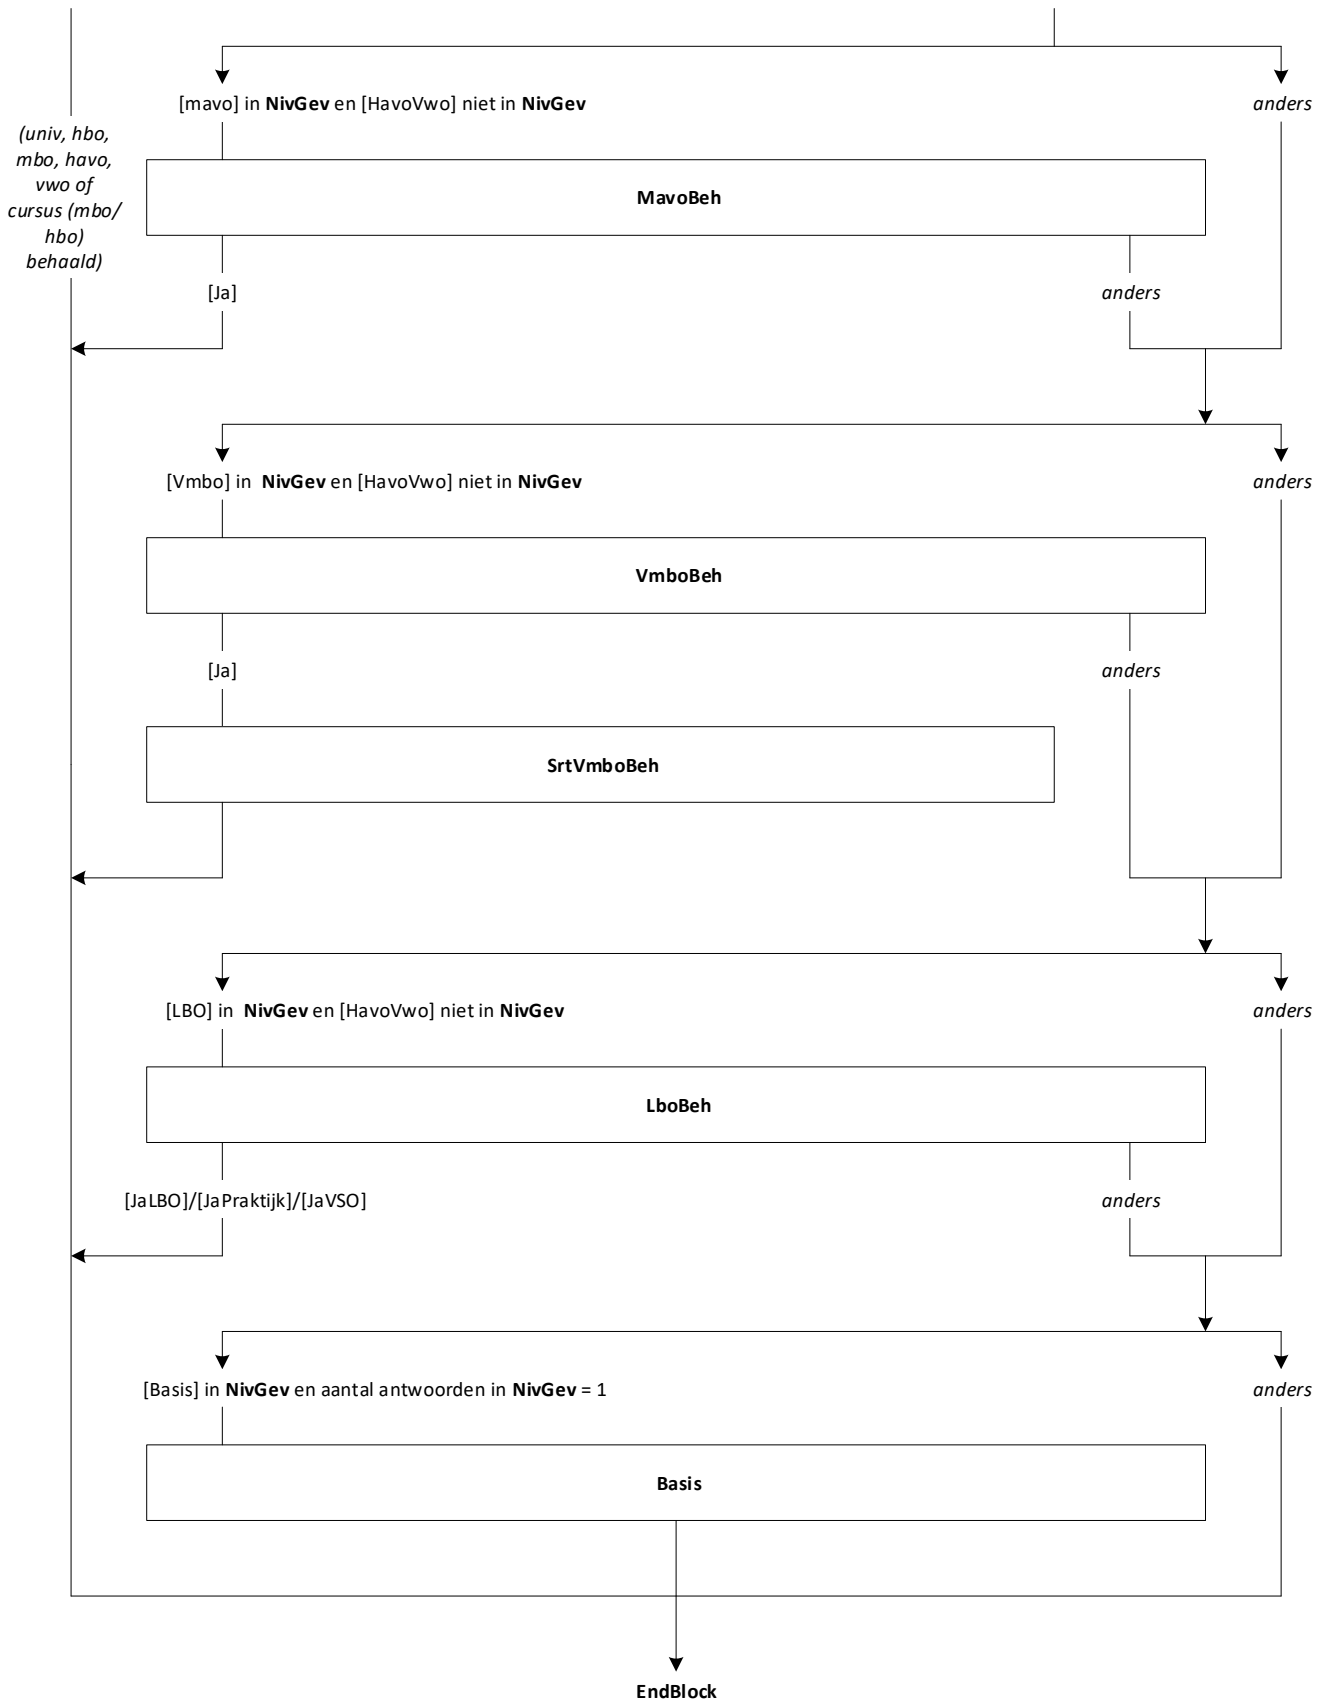 [mavo] in NivGev en [HavoVwo] niet in NivGev
anders
(univ, hbo,
mbo, havo,
vwo of
cursus (mbo/
hbo)
behaald)
MavoBeh
[Ja]
anders
[Vmbo] in NivGev en [HavoVwo] niet in NivGev
anders
VmboBeh
[Ja]
anders
SrtVmboBeh
[LBO] in NivGev en [HavoVwo] niet in NivGev
anders
LboBeh
[JaLBO]/[JaPraktijk]/[JaVSO]
anders
[Basis] in NivGev en aantal antwoorden in NivGev = 1
anders
Basis
EndBlock